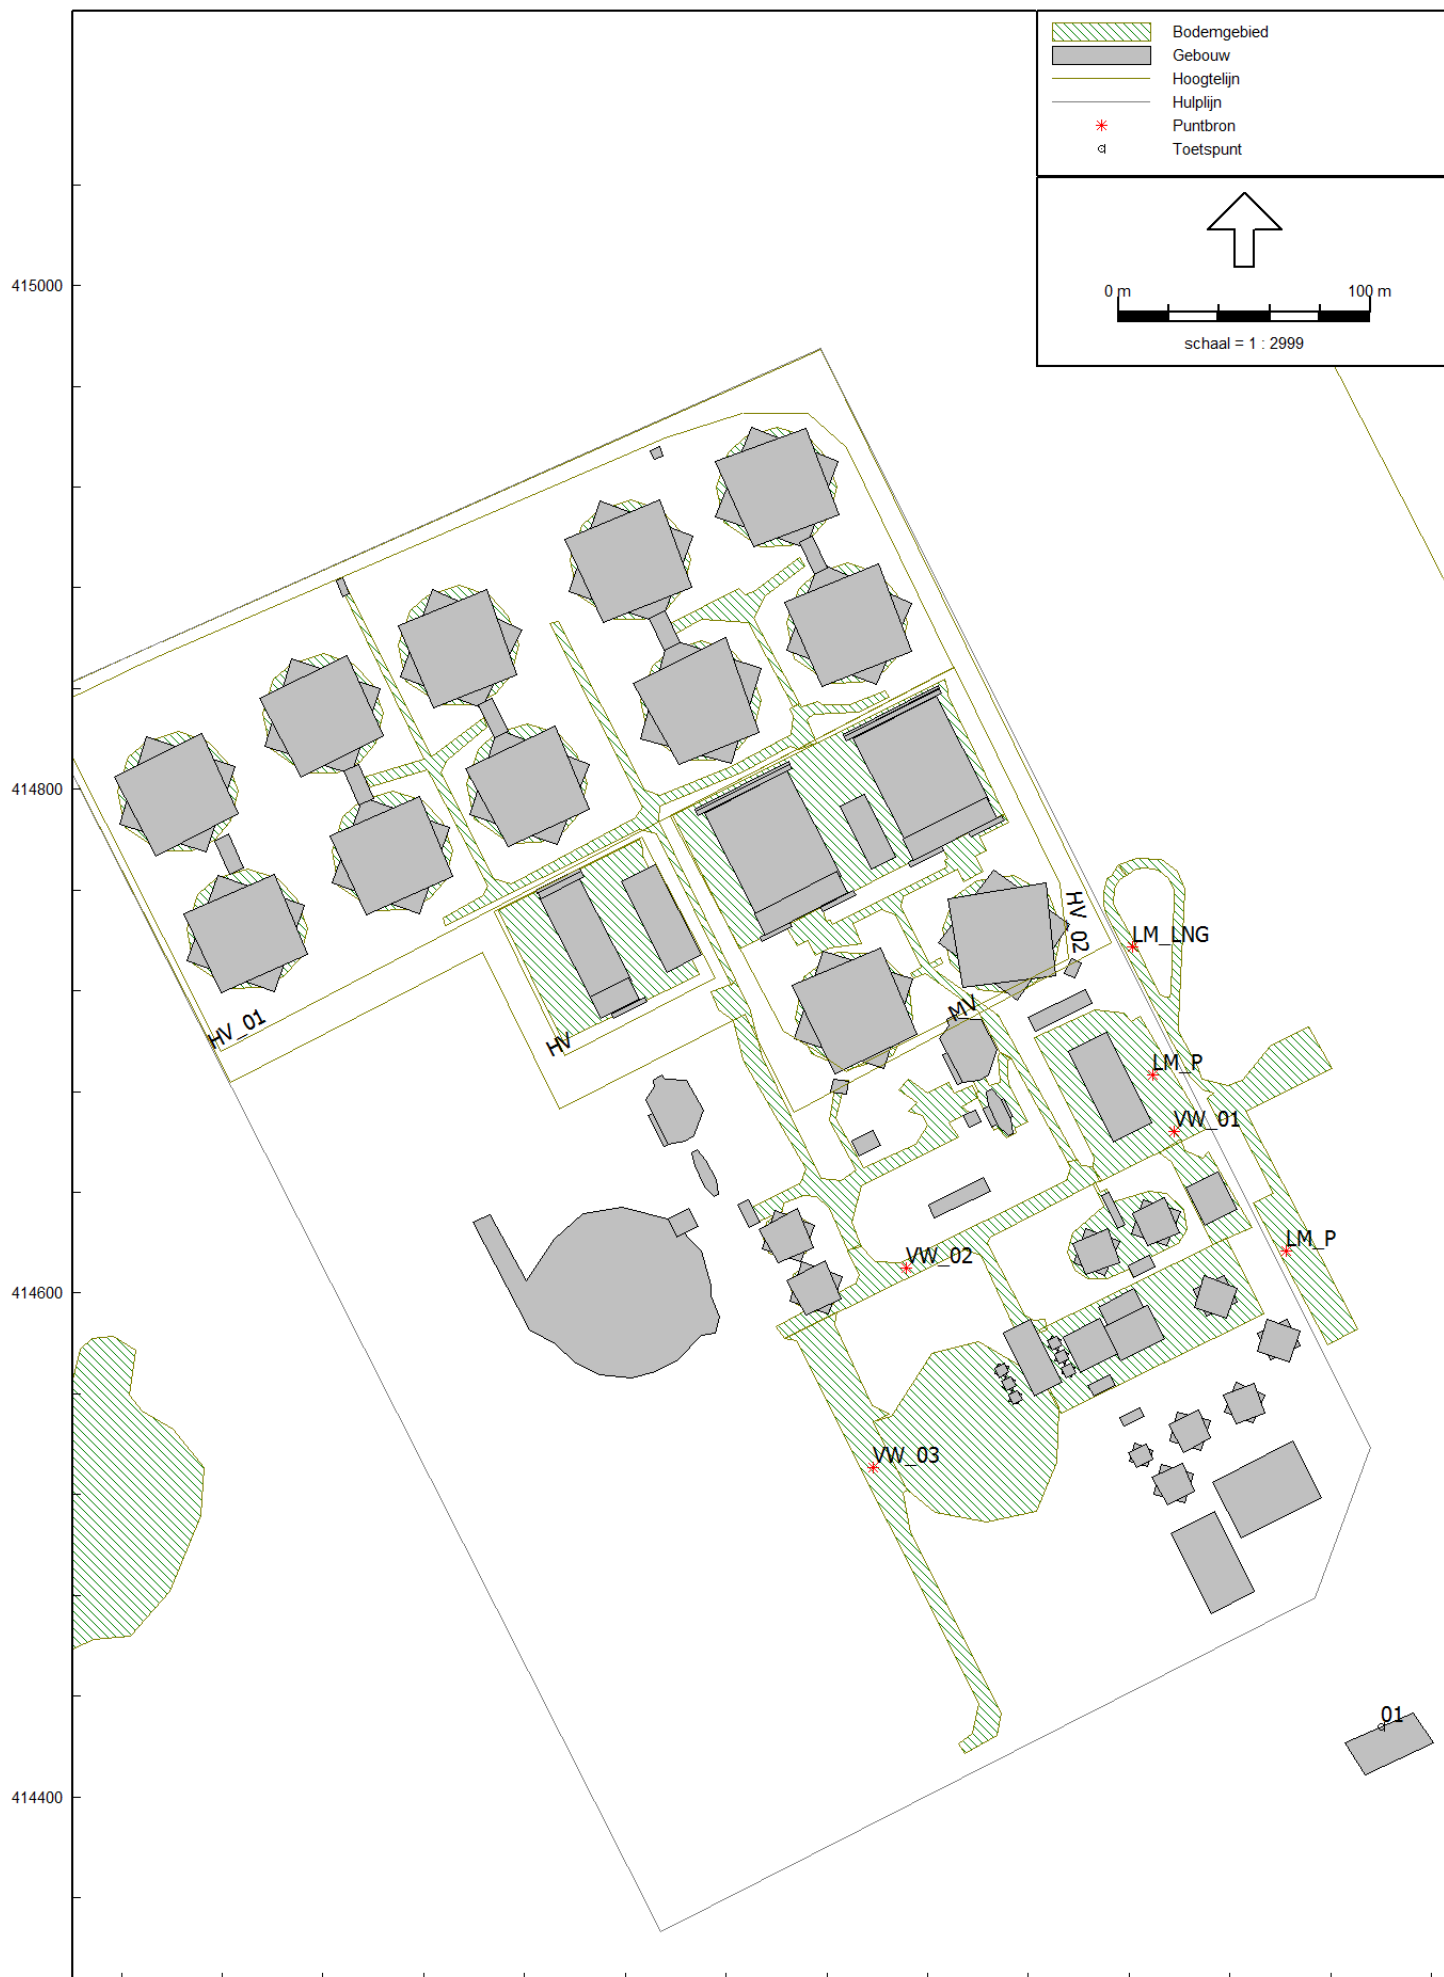 Bodemgebied
Gebouw
Hoogtelijn
Hulplijn
Puntbron
Toetspunt
0 m 100 m
schaal = 1 : 2999
415000
414800
HV_02
LM_LNG
HV_01
HV
MV
LM_P
VW_01
LM_P
VW_02
414600
VW_03
01
414400